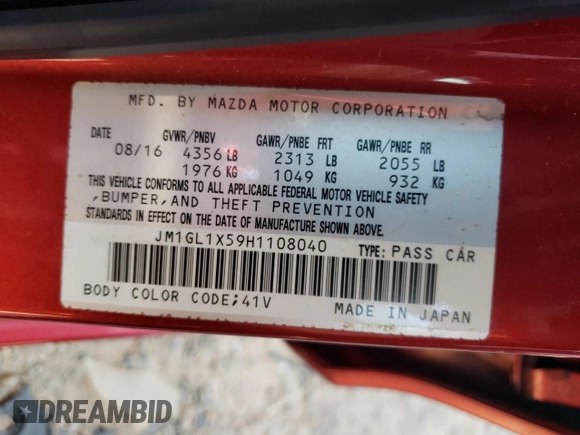 MFD. BY MAZDA MOTOR CORPORATION
DATE GVWR/PNBV GAWR/PNBE FRT GAWR/PNBE RR
08/16 4356 LB 2313 LB 2055 LB
1976 KG 1049 KG 932 KG
THIS VEHICLE CONFORMS TO ALL APPLICABLE FEDERAL MOTOR VEHICLE SAFETY
,BUMPER,AND THEFT PREVENTION
STANDARDS IN EFFECT ON THE DATE OF MANUFACTURE SHOWN ABOVE.
JM1GL1X59H1108040 TYPE: PASS CAR
BODY COLOR CODE;41V MADE IN JAPAN
DREAMBID